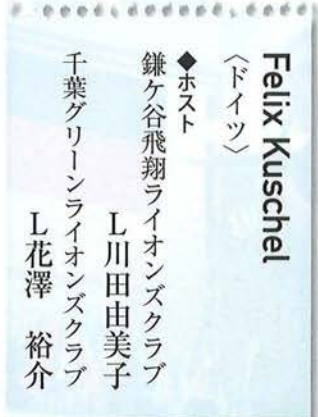 Felix Kuschel
〈ドイツ〉
◆ホスト
鎌ケ谷飛翔ライオンズクラブ
L川田由美子
千葉グリーンライオンズクラブ
L花澤　裕介